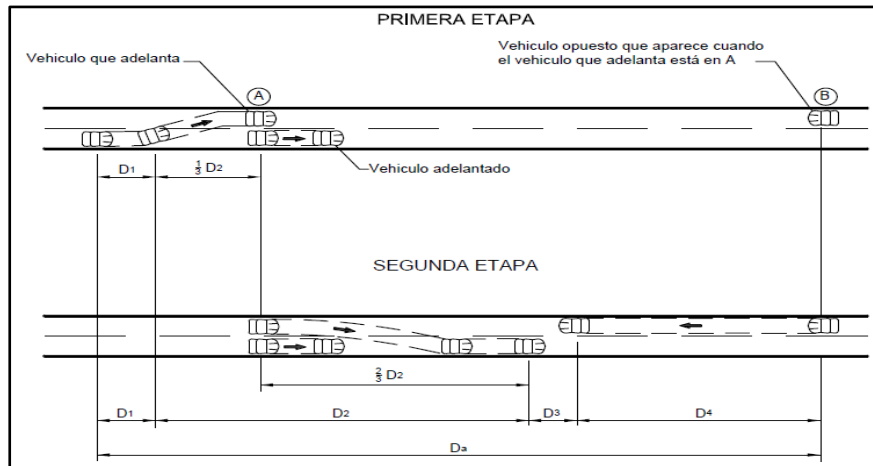 PRIMERA ETAPA
Vehiculo que adelanta
Vehiculo opuesto que aparece cuando
el vehiculo que adelanta está en A
A
B
Vehiculo adelantado
D1
1/3 D2
SEGUNDA ETAPA
2/3 D2
D1
D2
D3
D4
Da